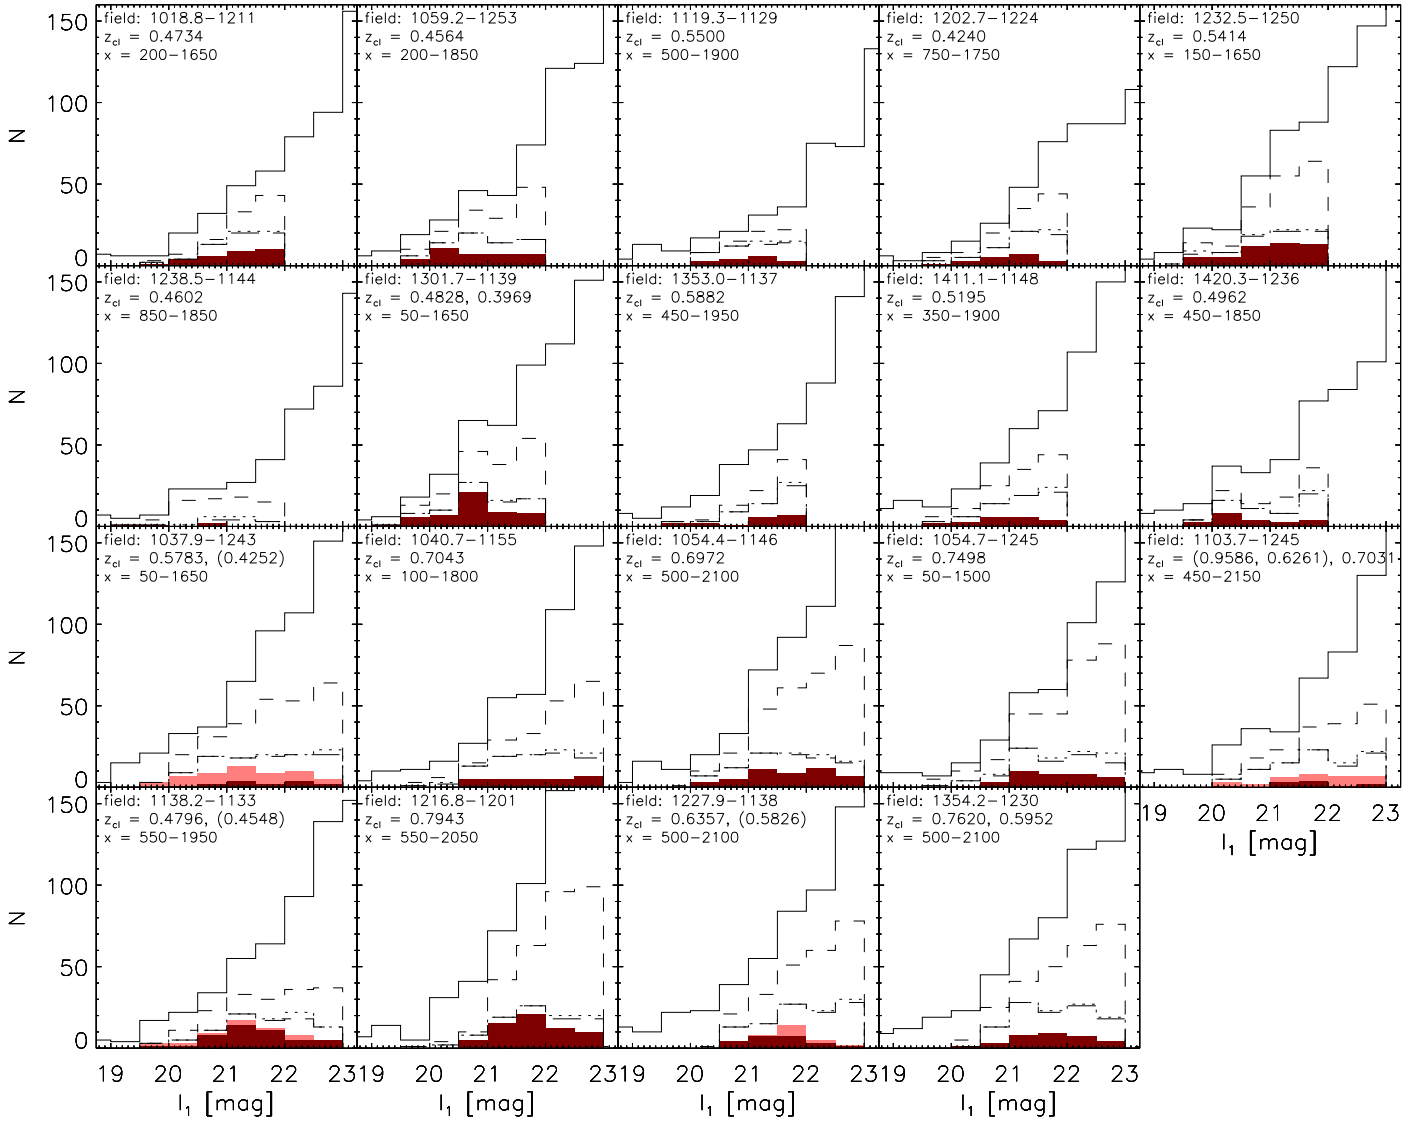 field: 1018.8−1211
z_cl = 0.4734
x = 200−1650
field: 1059.2−1253
z_cl = 0.4564
x = 200−1850
field: 1119.3−1129
z_cl = 0.5500
x = 500−1900
field: 1202.7−1224
z_cl = 0.4240
x = 750−1750
field: 1232.5−1250
z_cl = 0.5414
x = 150−1650
150
100
50
0
N
field: 1238.5−1144
z_cl = 0.4602
x = 850−1850
field: 1301.7−1139
z_cl = 0.4828, 0.3969
x = 50−1650
field: 1353.0−1137
z_cl = 0.5882
x = 450−1950
field: 1411.1−1148
z_cl = 0.5195
x = 350−1900
field: 1420.3−1236
z_cl = 0.4962
x = 450−1850
150
100
50
0
N
field: 1037.9−1243
z_cl = 0.5783, (0.4252)
x = 50−1650
field: 1040.7−1155
z_cl = 0.7043
x = 100−1800
field: 1054.4−1146
z_cl = 0.6972
x = 500−2100
field: 1054.7−1245
z_cl = 0.7498
x = 50−1500
field: 1103.7−1245
z_cl = (0.9586, 0.6261), 0.7031
x = 450−2150
150
100
50
0
N
19 20 21 22 23
I₁ [mag]
field: 1138.2−1133
z_cl = 0.4796, (0.4548)
x = 550−1950
field: 1216.8−1201
z_cl = 0.7943
x = 550−2050
field: 1227.9−1138
z_cl = 0.6357, (0.5826)
x = 500−2100
field: 1354.2−1230
z_cl = 0.7620, 0.5952
x = 500−2100
150
100
50
0
N
19 20 21 22 23 20 21 22 23 19 20 21 22 19 20 21 22 23
I₁ [mag] I₁ [mag] I₁ [mag] I₁ [mag]